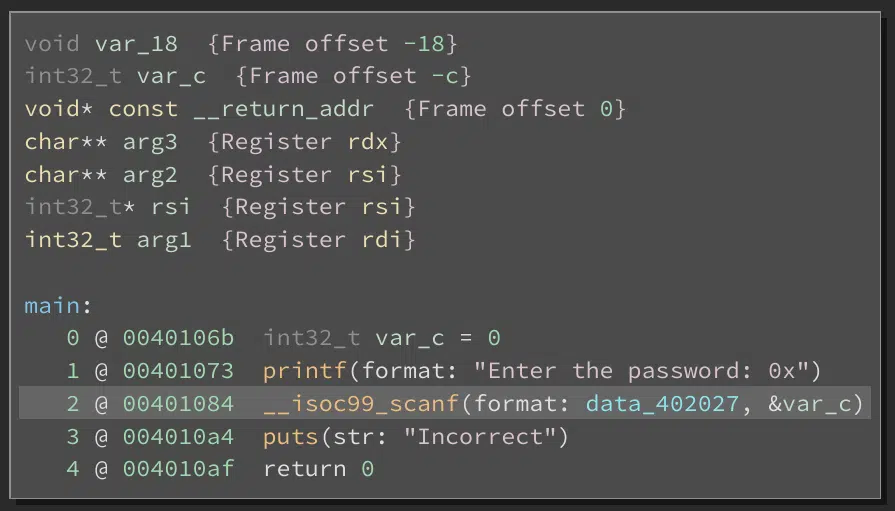 void var_18  {Frame offset -18}
int32_t var_c  {Frame offset -c}
void* const __return_addr  {Frame offset 0}
char** arg3  {Register rdx}
char** arg2  {Register rsi}
int32_t* rsi  {Register rsi}
int32_t arg1  {Register rdi}
main:
0 @ 0040106b  int32_t var_c = 0
1 @ 00401073  printf(format: "Enter the password: 0x")
2 @ 00401084  __isoc99_scanf(format: data_402027, &var_c)
3 @ 004010a4  puts(str: "Incorrect")
4 @ 004010af  return 0